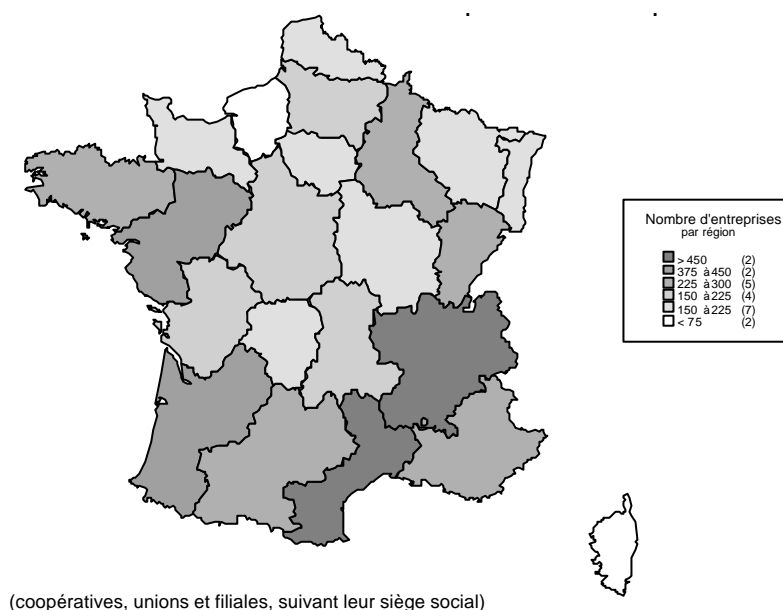 Nombre d'entreprises
par région
> 450 (2)
375 à 450 (2)
225 à 300 (5)
150 à 225 (4)
150 à 225 (7)
< 75 (2)
(coopératives, unions et filiales, suivant leur siège social)